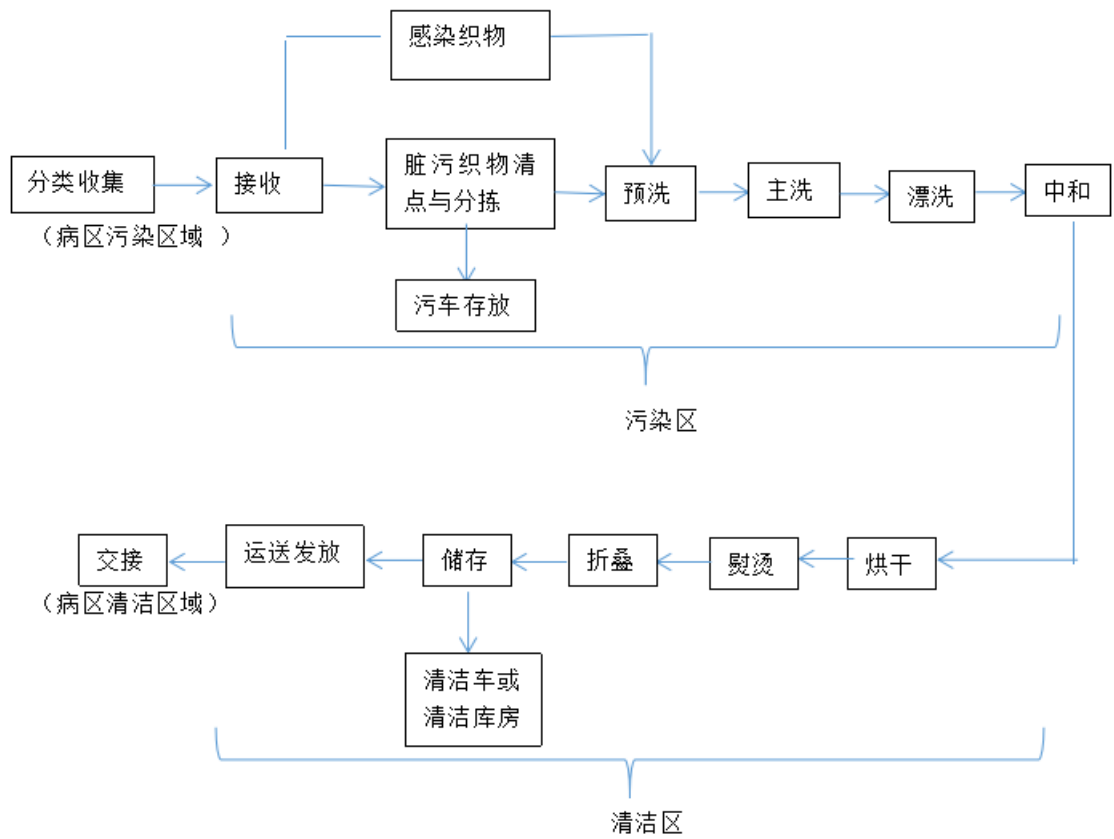 感染织物
分类收集
接收
脏污织物清
点与分拣
预洗
主洗
漂洗
中和
（病区污染区域 ）
污车存放
污染区
交接
运送发放
储存
折叠
熨烫
烘干
（病区清洁区域）
清洁车或
清洁库房
清洁区